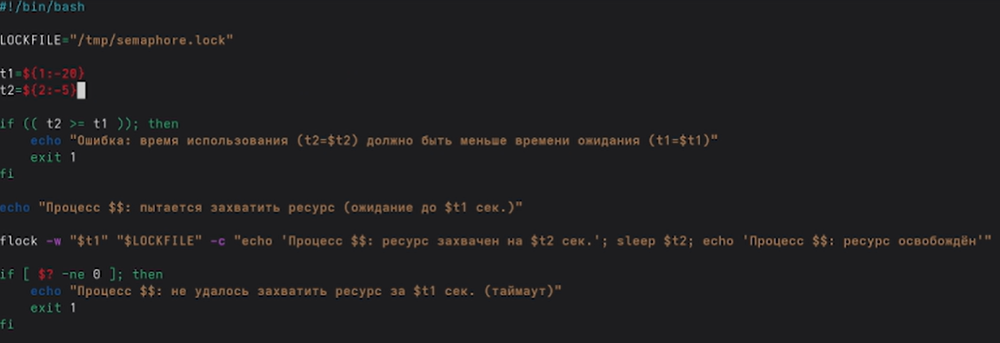 #!/bin/bash
LOCKFILE="/tmp/semaphore.lock"
t1=${1:-20}
t2=${2:-5}
if (( t2 >= t1 )); then
    echo "Ошибка: время использования (t2=$t2) должно быть меньше времени ожидания (t1=$t1)"
    exit 1
fi
echo "Процесс $$: пытается захватить ресурс (ожидание до $t1 сек.)"
flock -w "$t1" "$LOCKFILE" -c "echo 'Процесс $$: ресурс захвачен на $t2 сек.'; sleep $t2; echo 'Процесс $$: ресурс освобождён'"
if [ $? -ne 0 ]; then
    echo "Процесс $$: не удалось захватить ресурс за $t1 сек. (таймаут)"
    exit 1
fi